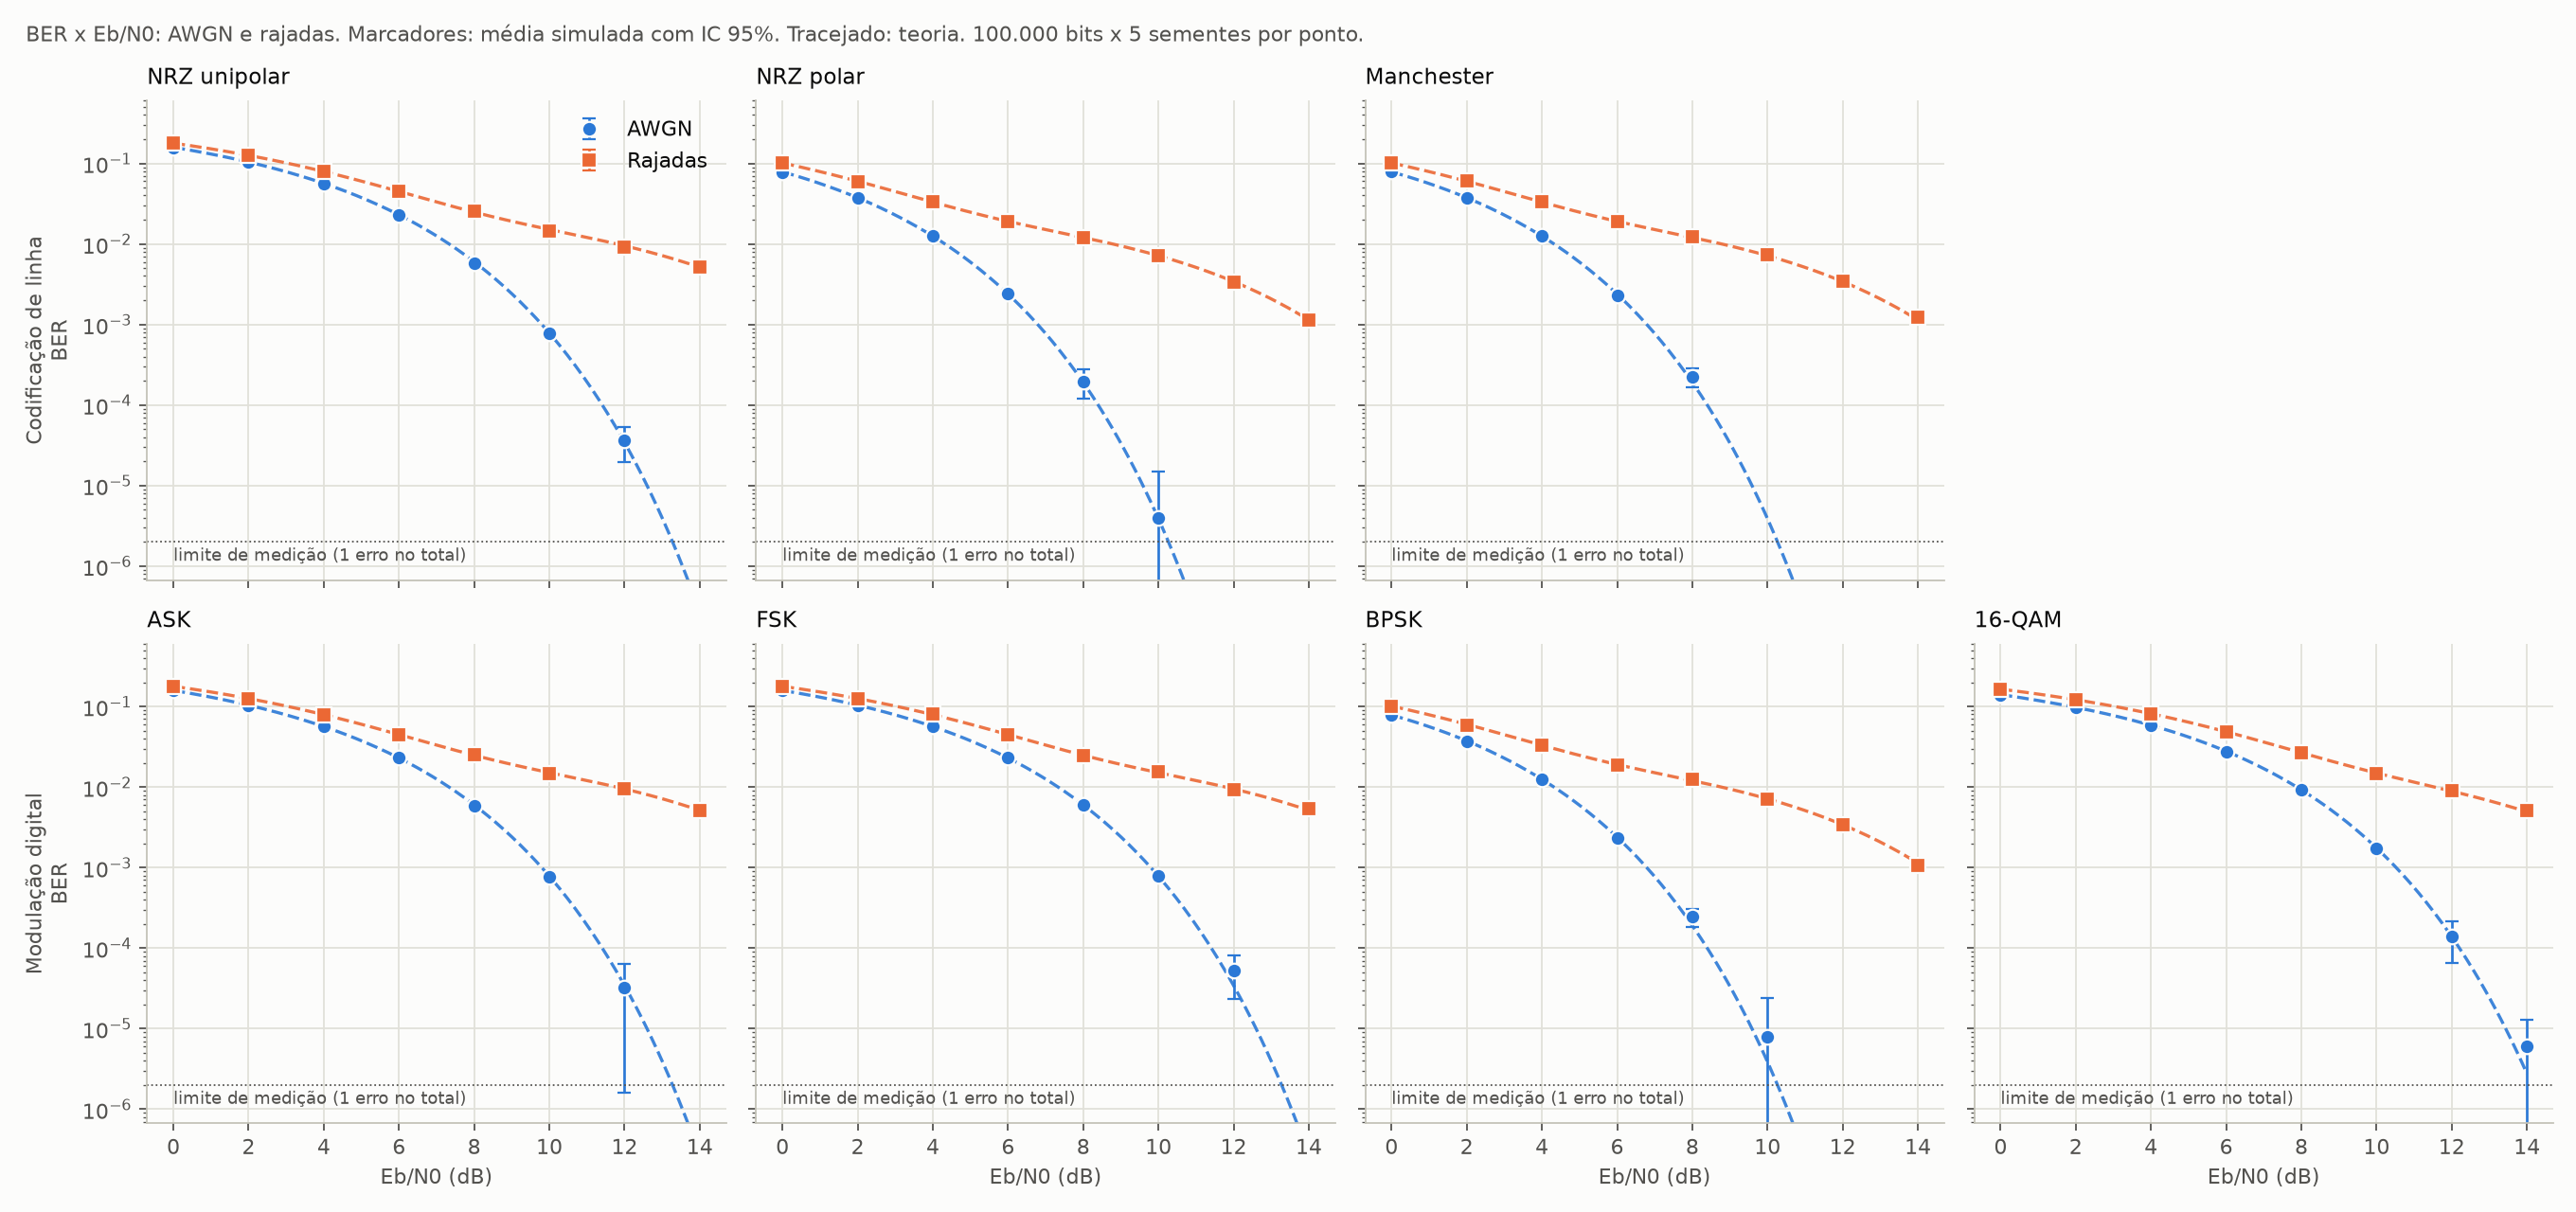 BER x Eb/N0: AWGN e rajadas. Marcadores: média simulada com IC 95%. Tracejado: teoria. 100.000 bits x 5 sementes por ponto.
NRZ unipolar
NRZ polar
Manchester
AWGN
Rajadas
Codificação de linha
BER
10⁻¹
10⁻²
10⁻³
10⁻⁴
10⁻⁵
10⁻⁶
limite de medição (1 erro no total)
limite de medição (1 erro no total)
limite de medição (1 erro no total)
ASK
FSK
BPSK
16-QAM
Modulação digital
BER
10⁻¹
10⁻²
10⁻³
10⁻⁴
10⁻⁵
10⁻⁶
limite de medição (1 erro no total)
limite de medição (1 erro no total)
limite de medição (1 erro no total)
limite de medição (1 erro no total)
0 2 4 6 8 10 12 14
0 2 4 6 8 10 12 14
0 2 4 6 8 10 12 14
0 2 4 6 8 10 12 14
Eb/N0 (dB)
Eb/N0 (dB)
Eb/N0 (dB)
Eb/N0 (dB)